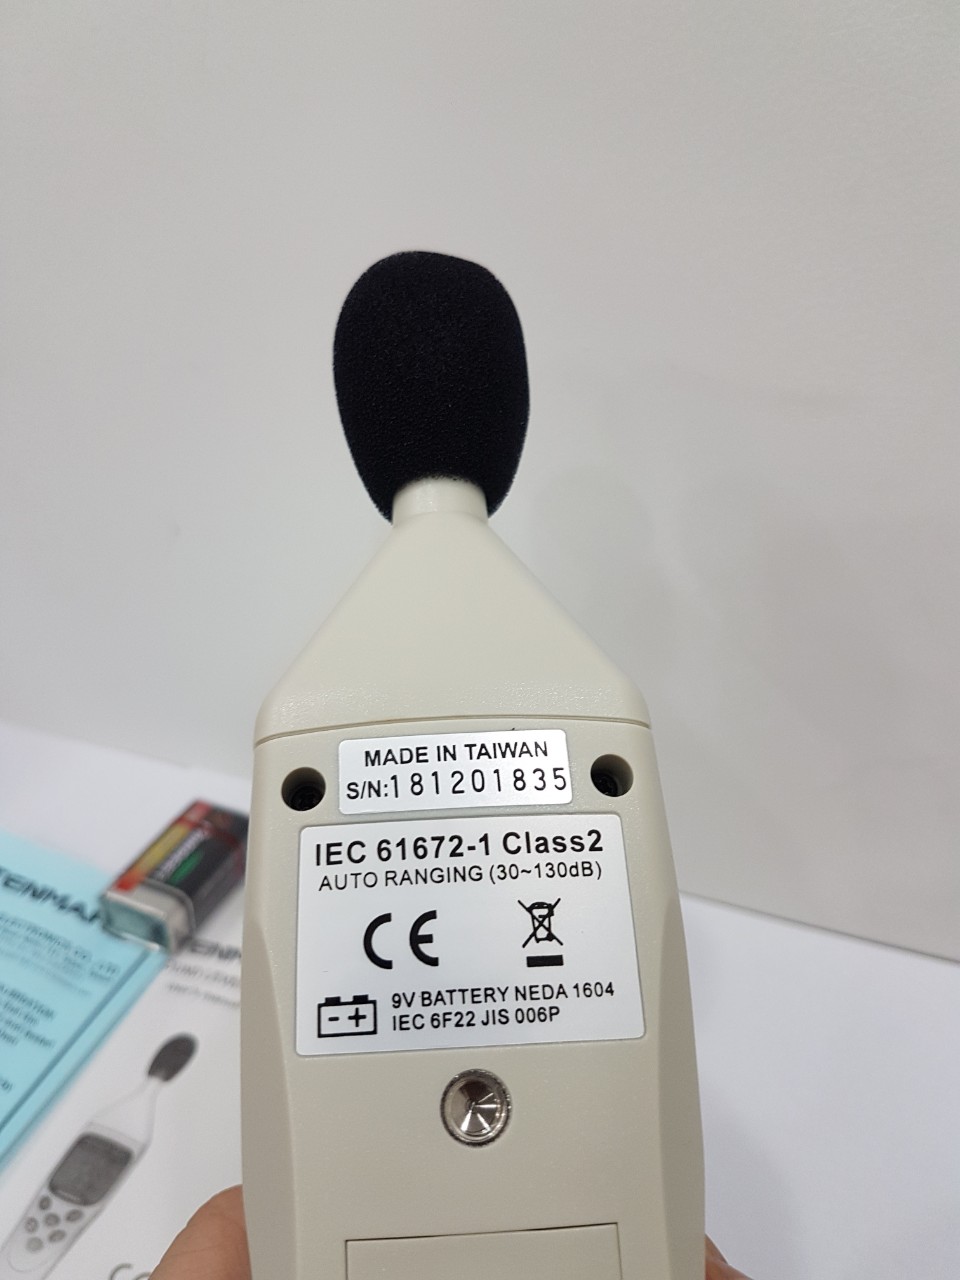 MADE IN TAIWAN
S/N:181201835
IEC 61672-1 Class2
AUTO RANGING (30~130dB)
CE
9V BATTERY NEDA 1604
IEC 6F22 JIS 006P